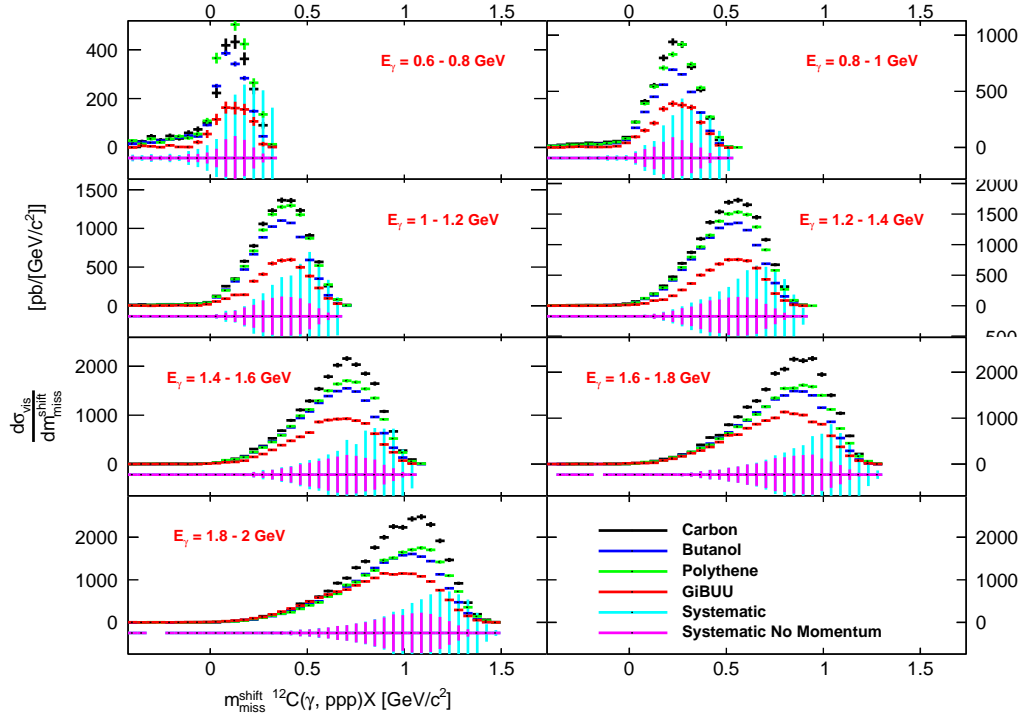 0 0.5 1 1.5 0 0.5 1 1.5
400
200
0
E_γ = 0.6 - 0.8 GeV
1000
500
0
E_γ = 0.8 - 1 GeV
1500
1000
500
0
E_γ = 1 - 1.2 GeV
2000
1500
1000
500
0
500
E_γ = 1.2 - 1.4 GeV
2000
1000
0
E_γ = 1.4 - 1.6 GeV
2000
1000
0
E_γ = 1.6 - 1.8 GeV
2000
1000
0
E_γ = 1.8 - 2 GeV
2000
1000
0
Carbon
Butanol
Polythene
GiBUU
Systematic
Systematic No Momentum
0 0.5 1 1.5 0 0.5 1 1.5
[pb/[GeV/c²]]
dσ_vis
dm^shift_miss
m^shift_miss ¹²C(γ, ppp)X [GeV/c²]